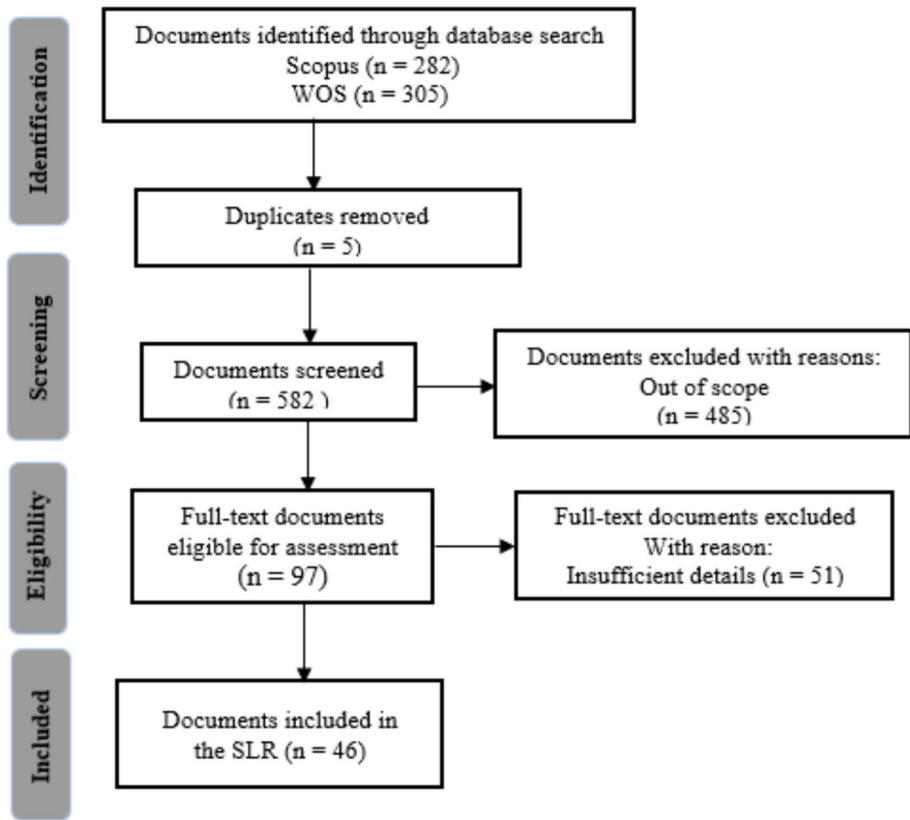 Identification
Documents identified through database search
Scopus (n = 282)
WOS (n = 305)
Duplicates removed
(n = 5)
Screening
Documents screened
(n = 582 )
Documents excluded with reasons:
Out of scope
(n = 485)
Eligibility
Full-text documents
eligible for assessment
(n = 97)
Full-text documents excluded
With reason:
Insufficient details (n = 51)
Included
Documents included in
the SLR (n = 46)